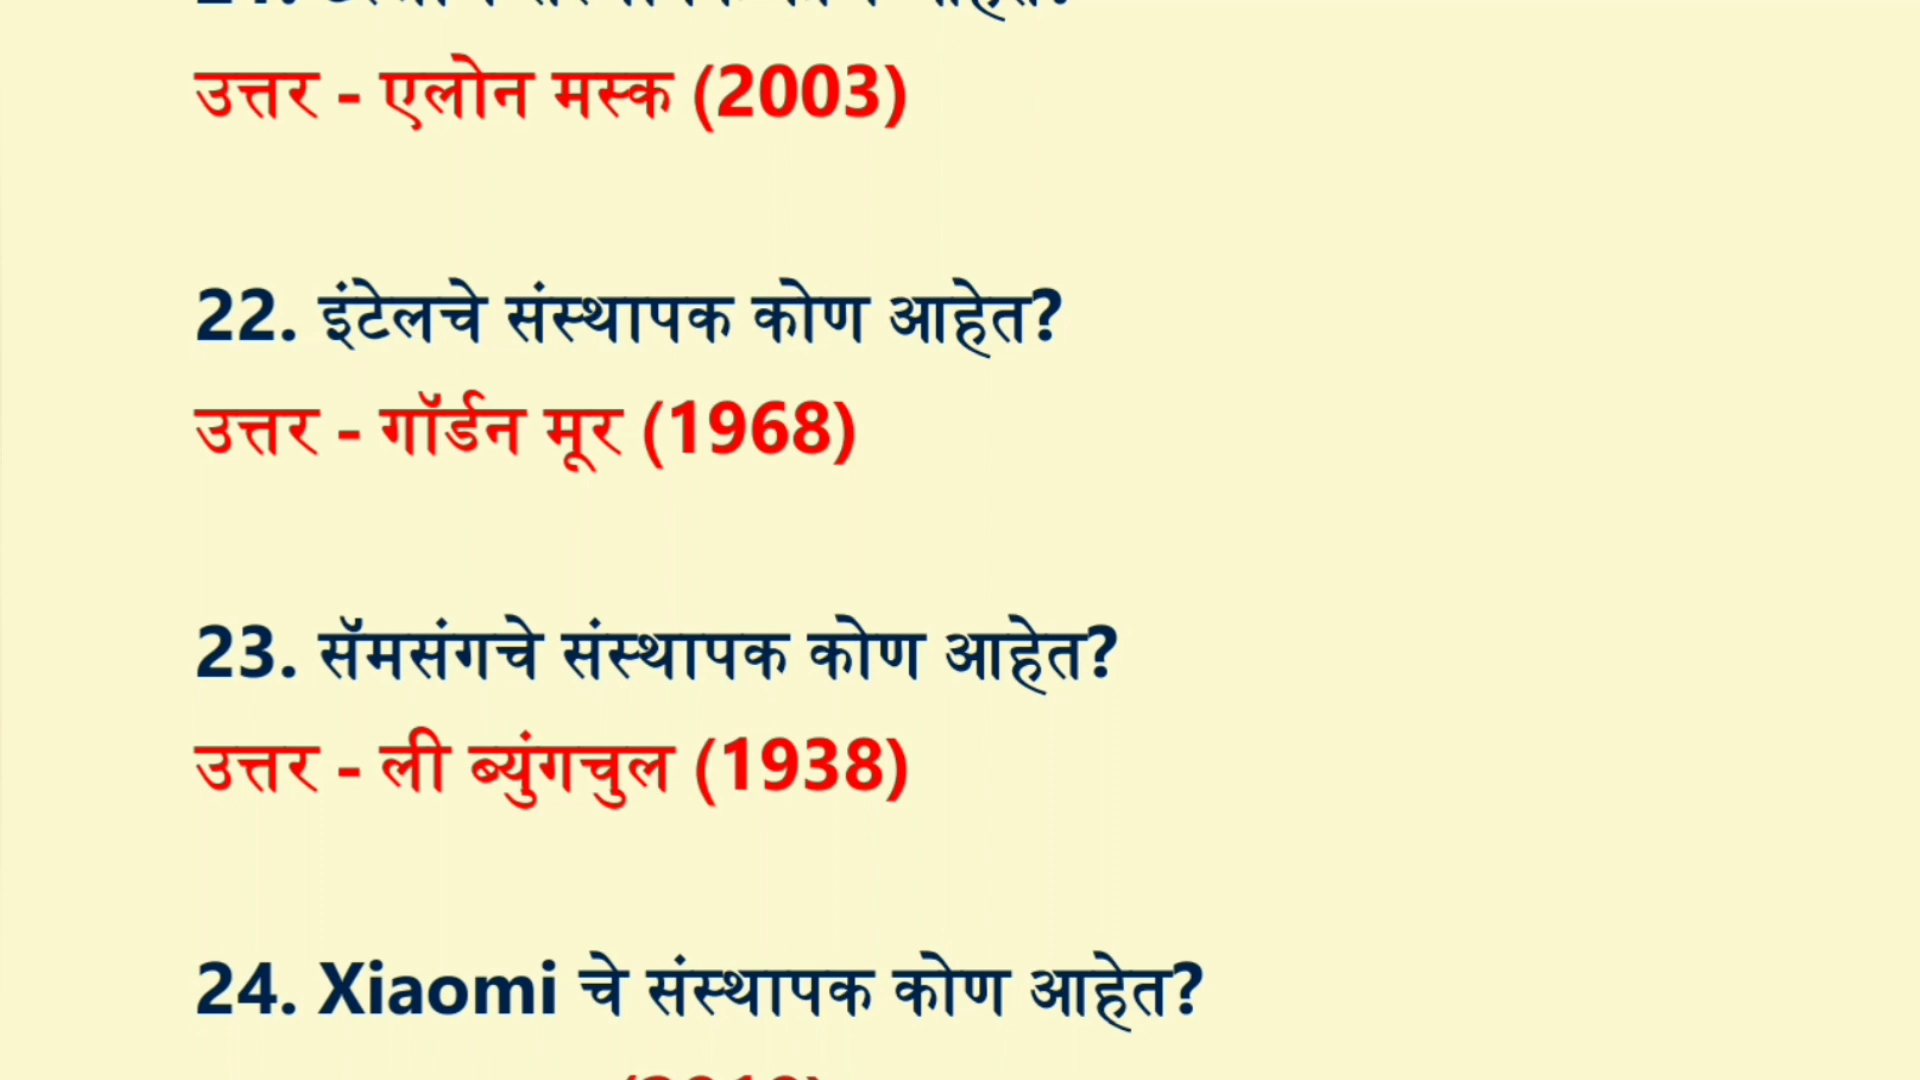 उत्तर - एलोन मस्क (2003)
22. इंटेलचे संस्थापक कोण आहेत?
उत्तर - गॉर्डन मूर (1968)
23. सॅमसंगचे संस्थापक कोण आहेत?
उत्तर - ली ब्युंगचुल (1938)
24. Xiaomi चे संस्थापक कोण आहेत?